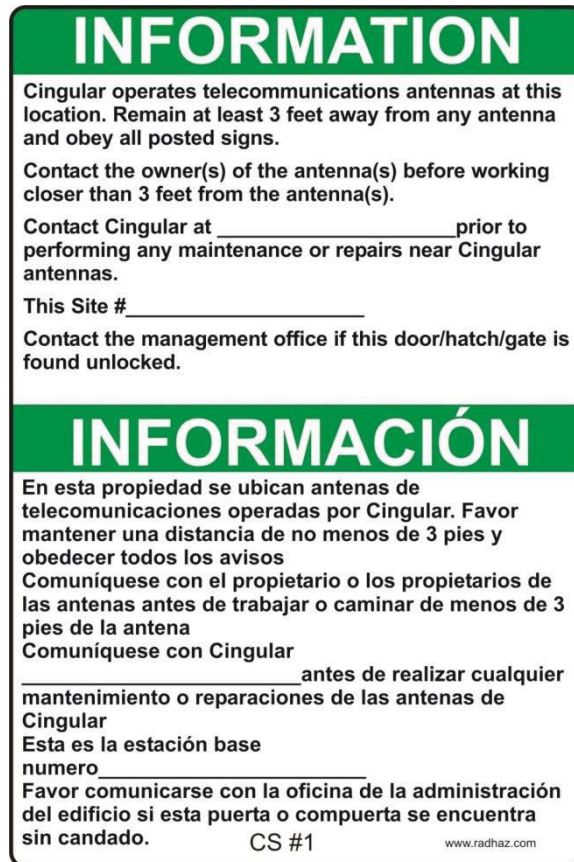 INFORMATION
Cingular operates telecommunications antennas at this
location. Remain at least 3 feet away from any antenna
and obey all posted signs.
Contact the owner(s) of the antenna(s) before working
closer than 3 feet from the antenna(s).
Contact Cingular at ____________________prior to
performing any maintenance or repairs near Cingular
antennas.
This Site #____________________
Contact the management office if this door/hatch/gate is
found unlocked.
INFORMACIÓN
En esta propiedad se ubican antenas de
telecomunicaciones operadas por Cingular. Favor
mantener una distancia de no menos de 3 pies y
obedecer todos los avisos
Comuníquese con el propietario o los propietarios de
las antenas antes de trabajar o caminar de menos de 3
pies de la antena
Comuníquese con Cingular
_______________________antes de realizar cualquier
mantenimiento o reparaciones de las antenas de
Cingular
Esta es la estación base
numero______________________
Favor comunicarse con la oficina de la administración
del edificio si esta puerta o compuerta se encuentra
sin candado.
CS #1
www.radhaz.com